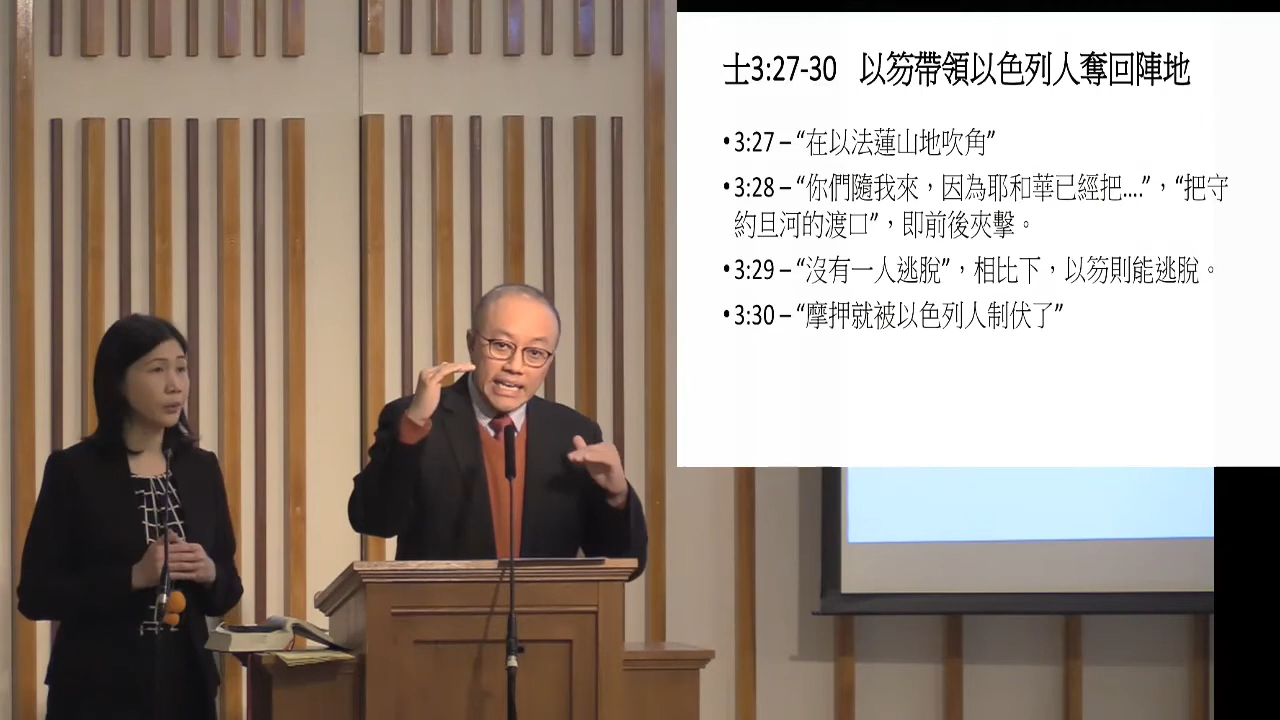 士3:27-30 以笏帶領以色列人奪回陣地
•3:27 – “在以法蓮山地吹角”
•3:28 – “你們隨我來，因為耶和華已經把....”，“把守
約旦河的渡口”，即前後夾擊。
•3:29 – “沒有一人逃脫”，相比下，以笏則能逃脫。
•3:30 – “摩押就被以色列人制伏了”